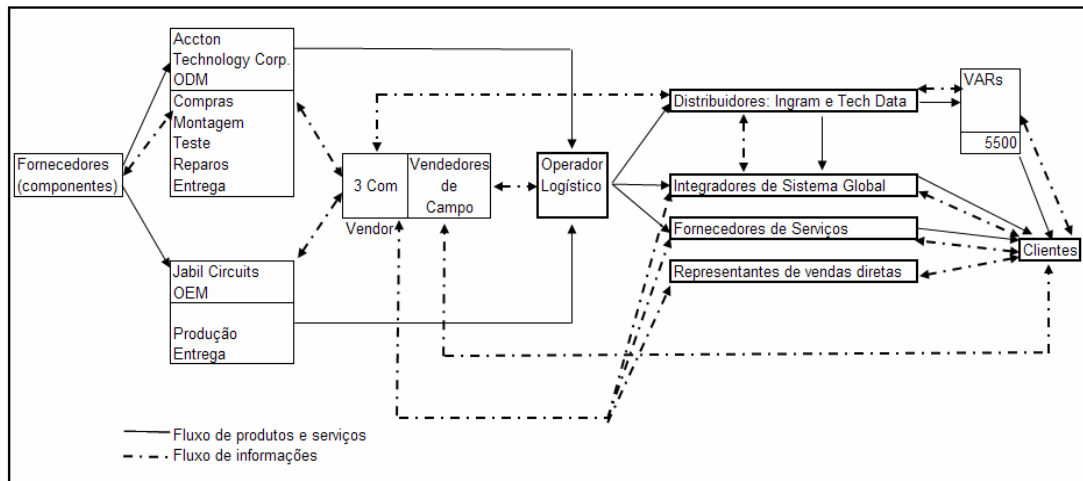 Fornecedores
(componentes)
Accton
Technology Corp.
ODM
Compras
Montagem
Teste
Reparos
Entrega
Jabil Circuits
OEM
Produção
Entrega
3 Com
Vendor
Vendedores
de
Campo
Operador
Logístico
Distribuidores: Ingram e Tech Data
Integradores de Sistema Global
Fornecedores de Serviços
Representantes de vendas diretas
VARs
5500
Clientes
Fluxo de produtos e serviços
Fluxo de informações